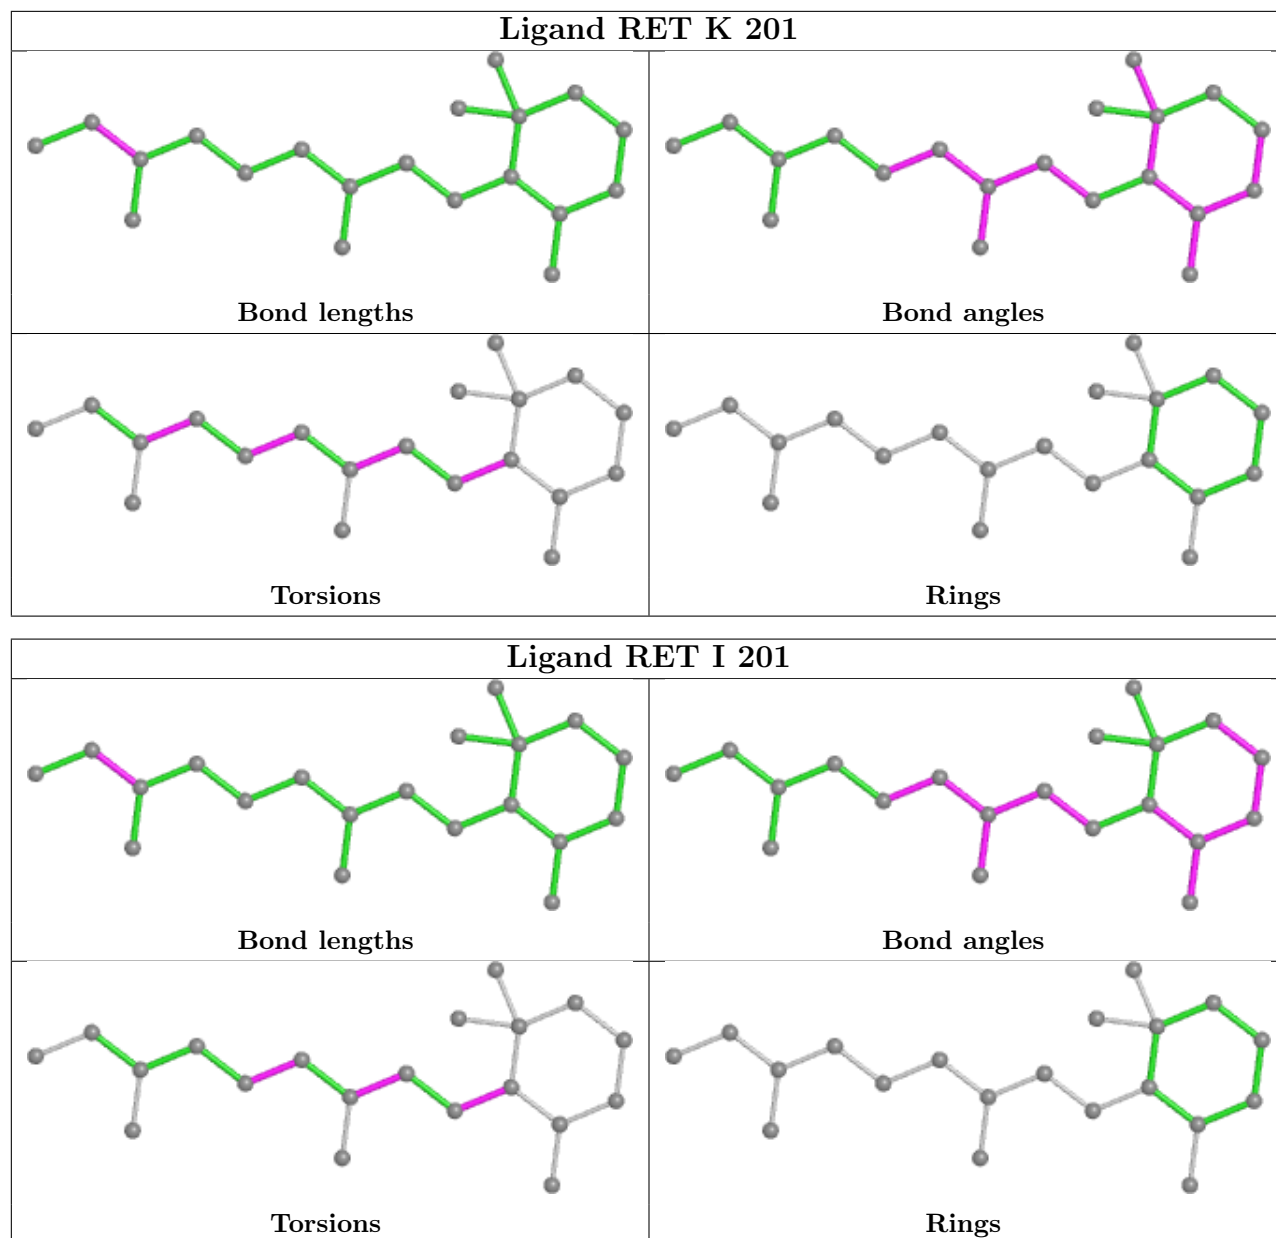 Ligand RET K 201
Bond lengths
Bond angles
Torsions
Rings
Ligand RET I 201
Bond lengths
Bond angles
Torsions
Rings